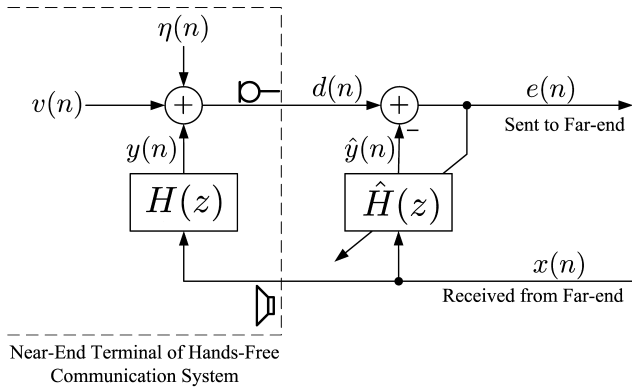 η(n)
v(n)
+
d(n)
+
e(n)
−
Sent to Far-end
y(n)
ŷ(n)
H(z)
Ĥ(z)
x(n)
Received from Far-end
Near-End Terminal of Hands-Free
Communication System